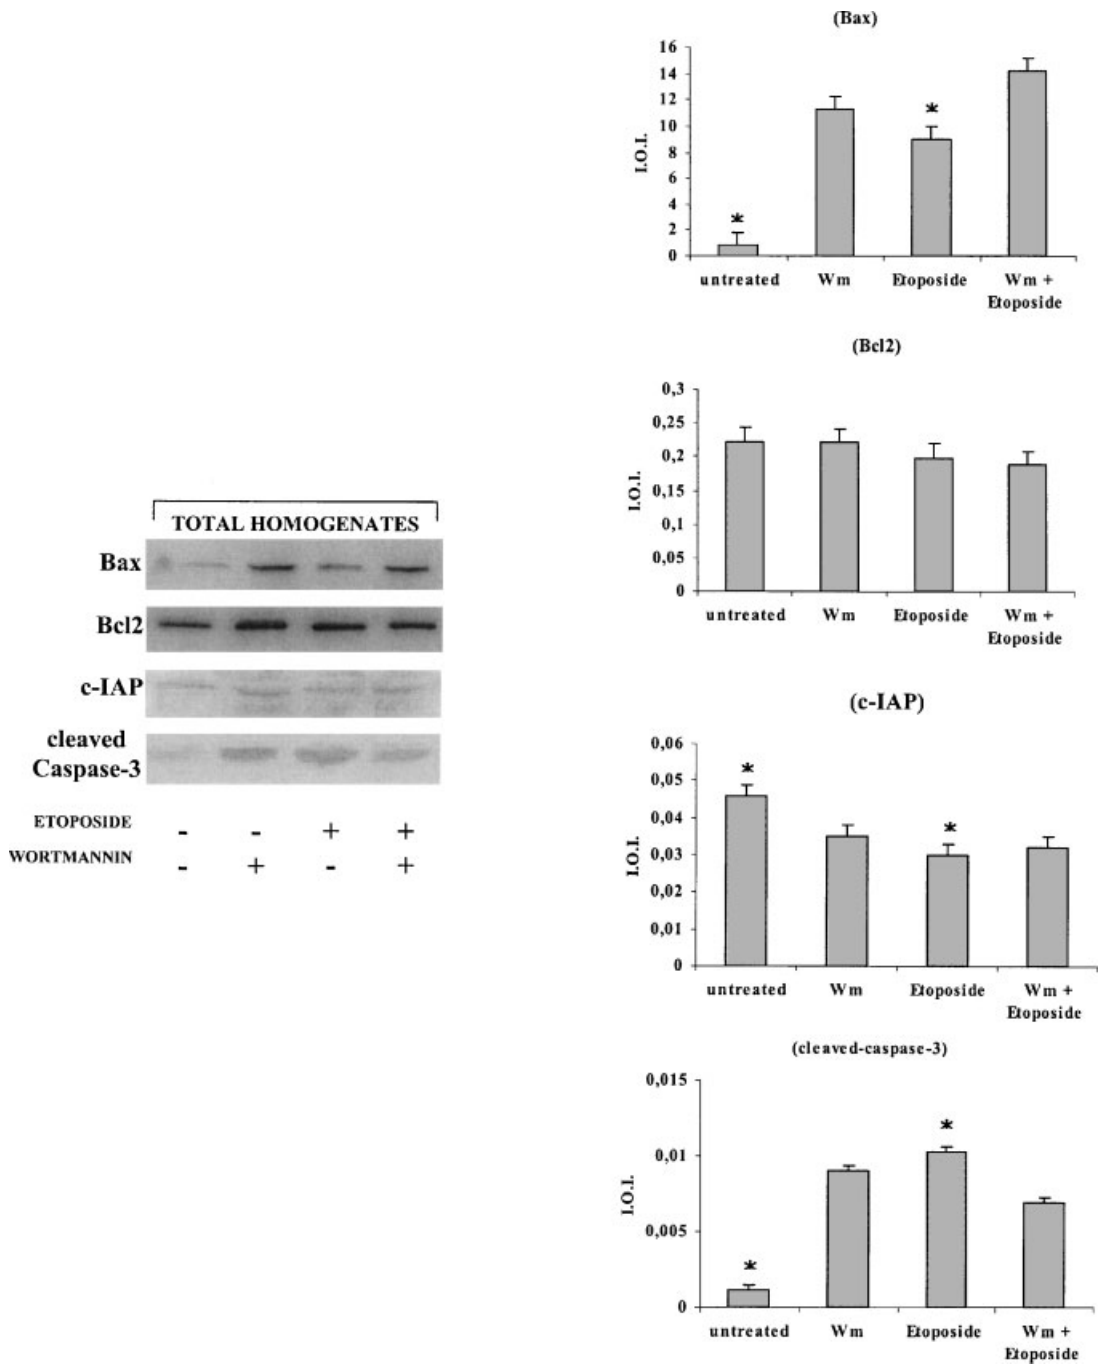 TOTAL HOMOGENATES
Bax
Bcl2
c-IAP
cleaved
Caspase-3
ETOPOSIDE - - + +
WORTMANNIN - + - +
(Bax)
I.O.I.
16
14
12
10
8
6
4
2
0
*
*
untreated Wm Etoposide Wm +
Etoposide
(Bcl2)
I.O.I.
0,3
0,25
0,2
0,15
0,1
0,05
0
untreated Wm Etoposide Wm +
Etoposide
(c-IAP)
I.O.I.
0,06
0,05
0,04
0,03
0,02
0,01
0
*
*
untreated Wm Etoposide Wm +
Etoposide
(cleaved-caspase-3)
I.O.I.
0,015
0,01
0,005
0
*
*
untreated Wm Etoposide Wm +
Etoposide